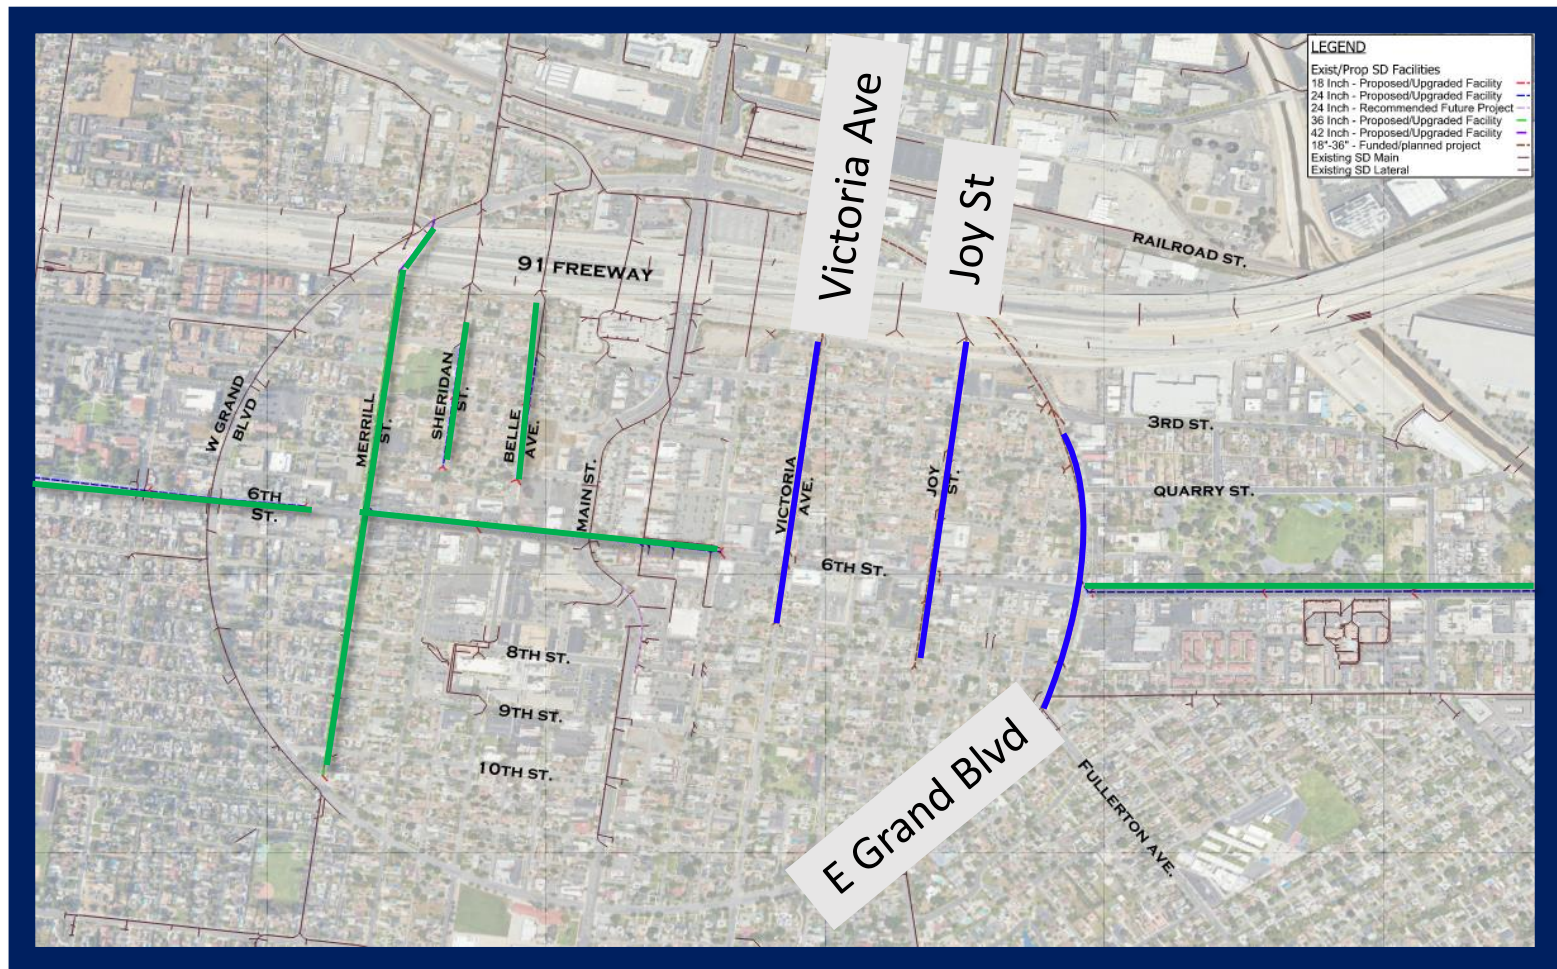 LEGEND
Exist/Prop SD Facilities
18 Inch - Proposed/Upgraded Facility
24 Inch - Proposed/Upgraded Facility
24 Inch - Recommended Future Project
36 Inch - Proposed/Upgraded Facility
42 Inch - Proposed/Upgraded Facility
18"-36" - Funded/planned project
Existing SD Main
Existing SD Lateral
Victoria Ave
Joy St
RAILROAD ST.
91 FREEWAY
W GRAND
BLVD
MERRILL
ST.
SHERIDAN
ST.
BELLE
AVE.
MAIN ST.
VICTORIA
AVE.
JOY
ST.
3RD ST.
QUARRY ST.
6TH
ST.
6TH ST.
8TH ST.
9TH ST.
10TH ST.
E Grand Blvd
FULLERTON AVE.